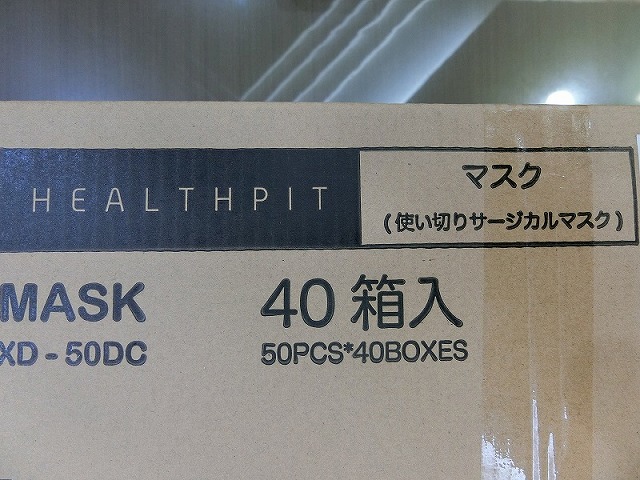 HEALTHPIT
マスク
(使い切りサージカルマスク)
MASK
40箱入
XD-50DC
50PCS*40BOXES